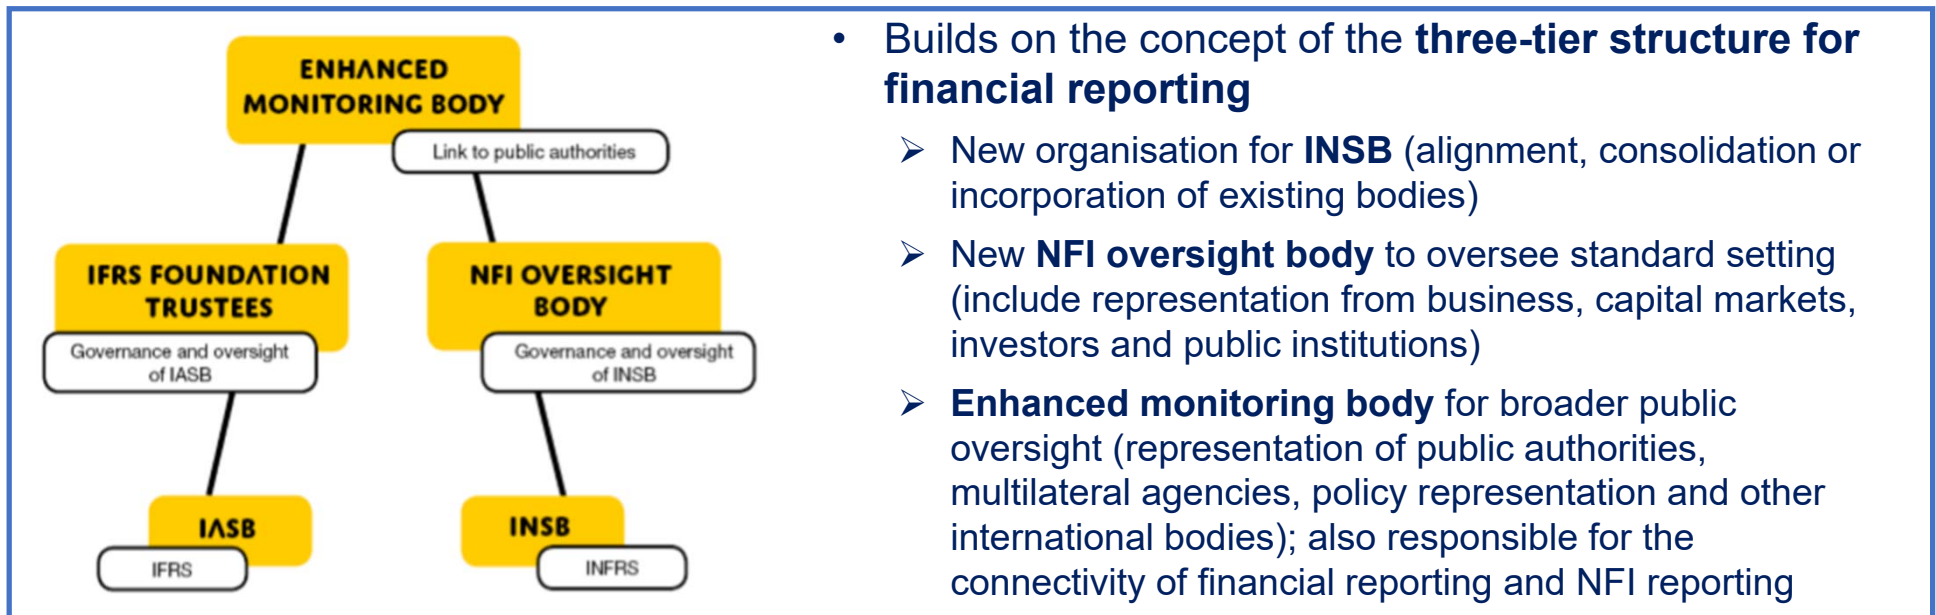 ENHANCED
MONITORING BODY
Link to public authorities
IFRS FOUNDATION
TRUSTEES
Governance and oversight
of IASB
NFI OVERSIGHT
BODY
Governance and oversight
of INSB
IASB
IFRS
INSB
INFRS
• Builds on the concept of the three-tier structure for
financial reporting
➢ New organisation for INSB (alignment, consolidation or
incorporation of existing bodies)
➢ New NFI oversight body to oversee standard setting
(include representation from business, capital markets,
investors and public institutions)
➢ Enhanced monitoring body for broader public
oversight (representation of public authorities,
multilateral agencies, policy representation and other
international bodies); also responsible for the
connectivity of financial reporting and NFI reporting